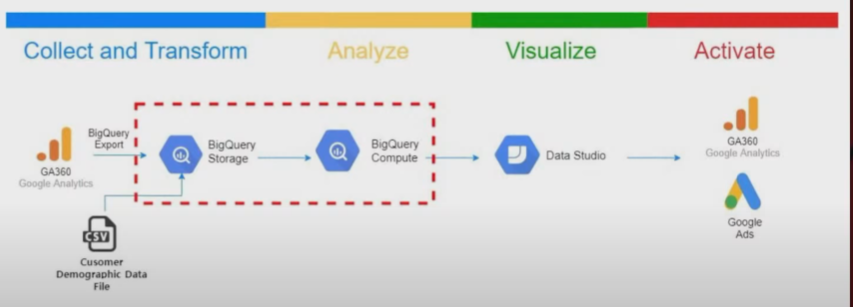 Collect and Transform
Analyze
Visualize
Activate
BigQuery
Export
GA360
Google Analytics
BigQuery
Storage
BigQuery
Compute
Data Studio
GA360
Google Analytics
Google
Ads
CSV
Cusomer
Demographic Data
File